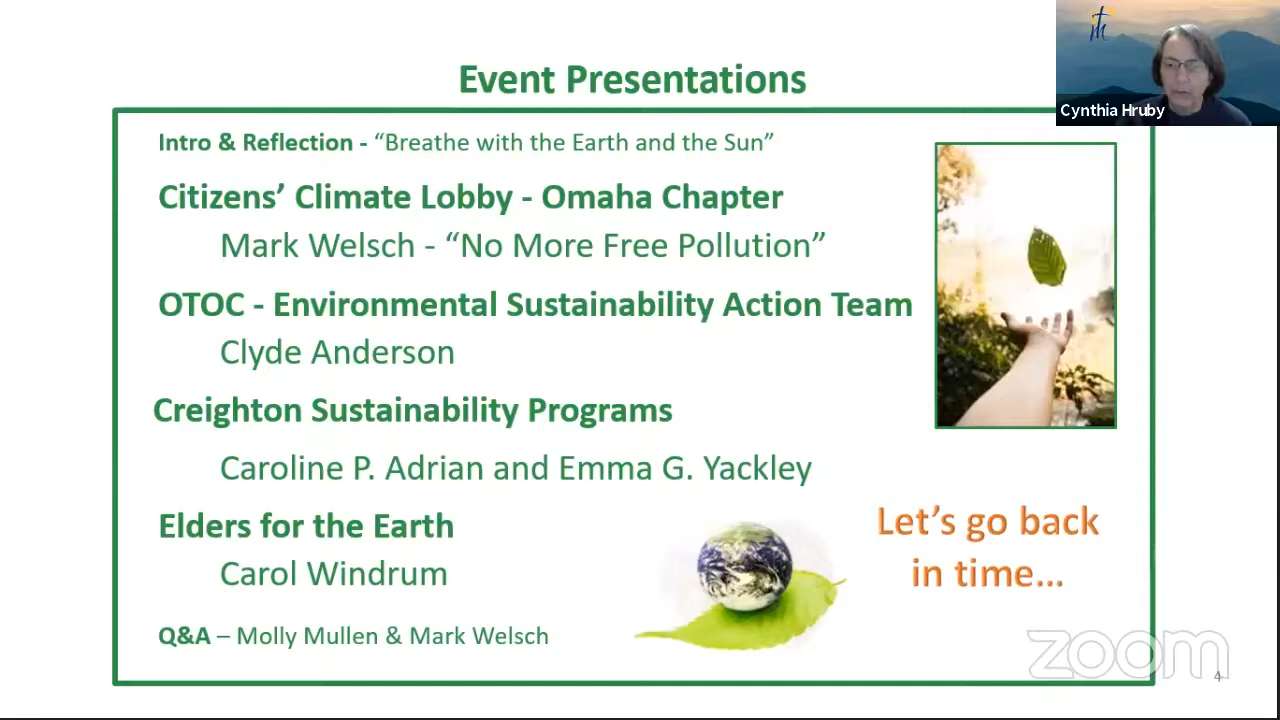 Event Presentations
Cynthia Hruby
Intro & Reflection - “Breathe with the Earth and the Sun”
Citizens’ Climate Lobby - Omaha Chapter
Mark Welsch - “No More Free Pollution”
OTOC - Environmental Sustainability Action Team
Clyde Anderson
Creighton Sustainability Programs
Caroline P. Adrian and Emma G. Yackley
Elders for the Earth
Carol Windrum
Let’s go back
in time…
Q&A – Molly Mullen & Mark Welsch
zoom
4